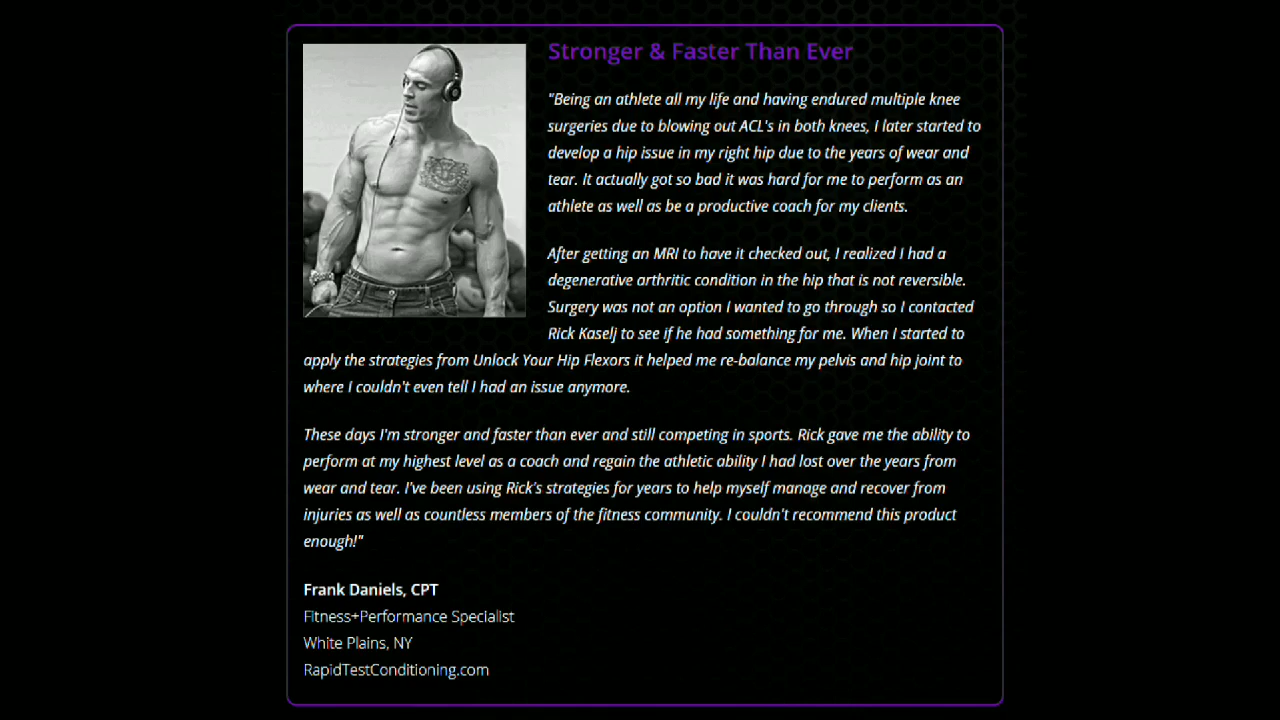 Stronger & Faster Than Ever
"Being an athlete all my life and having endured multiple knee
surgeries due to blowing out ACL's in both knees, I later started to
develop a hip issue in my right hip due to the years of wear and
tear. It actually got so bad it was hard for me to perform as an
athlete as well as be a productive coach for my clients.
After getting an MRI to have it checked out, I realized I had a
degenerative arthritic condition in the hip that is not reversible.
Surgery was not an option I wanted to go through so I contacted
Rick Kaselj to see if he had something for me. When I started to
apply the strategies from Unlock Your Hip Flexors it helped me re-balance my pelvis and hip joint to
where I couldn't even tell I had an issue anymore.
These days I'm stronger and faster than ever and still competing in sports. Rick gave me the ability to
perform at my highest level as a coach and regain the athletic ability I had lost over the years from
wear and tear. I've been using Rick's strategies for years to help myself manage and recover from
injuries as well as countless members of the fitness community. I couldn't recommend this product
enough!"
Frank Daniels, CPT
Fitness+Performance Specialist
White Plains, NY
RapidTestConditioning.com